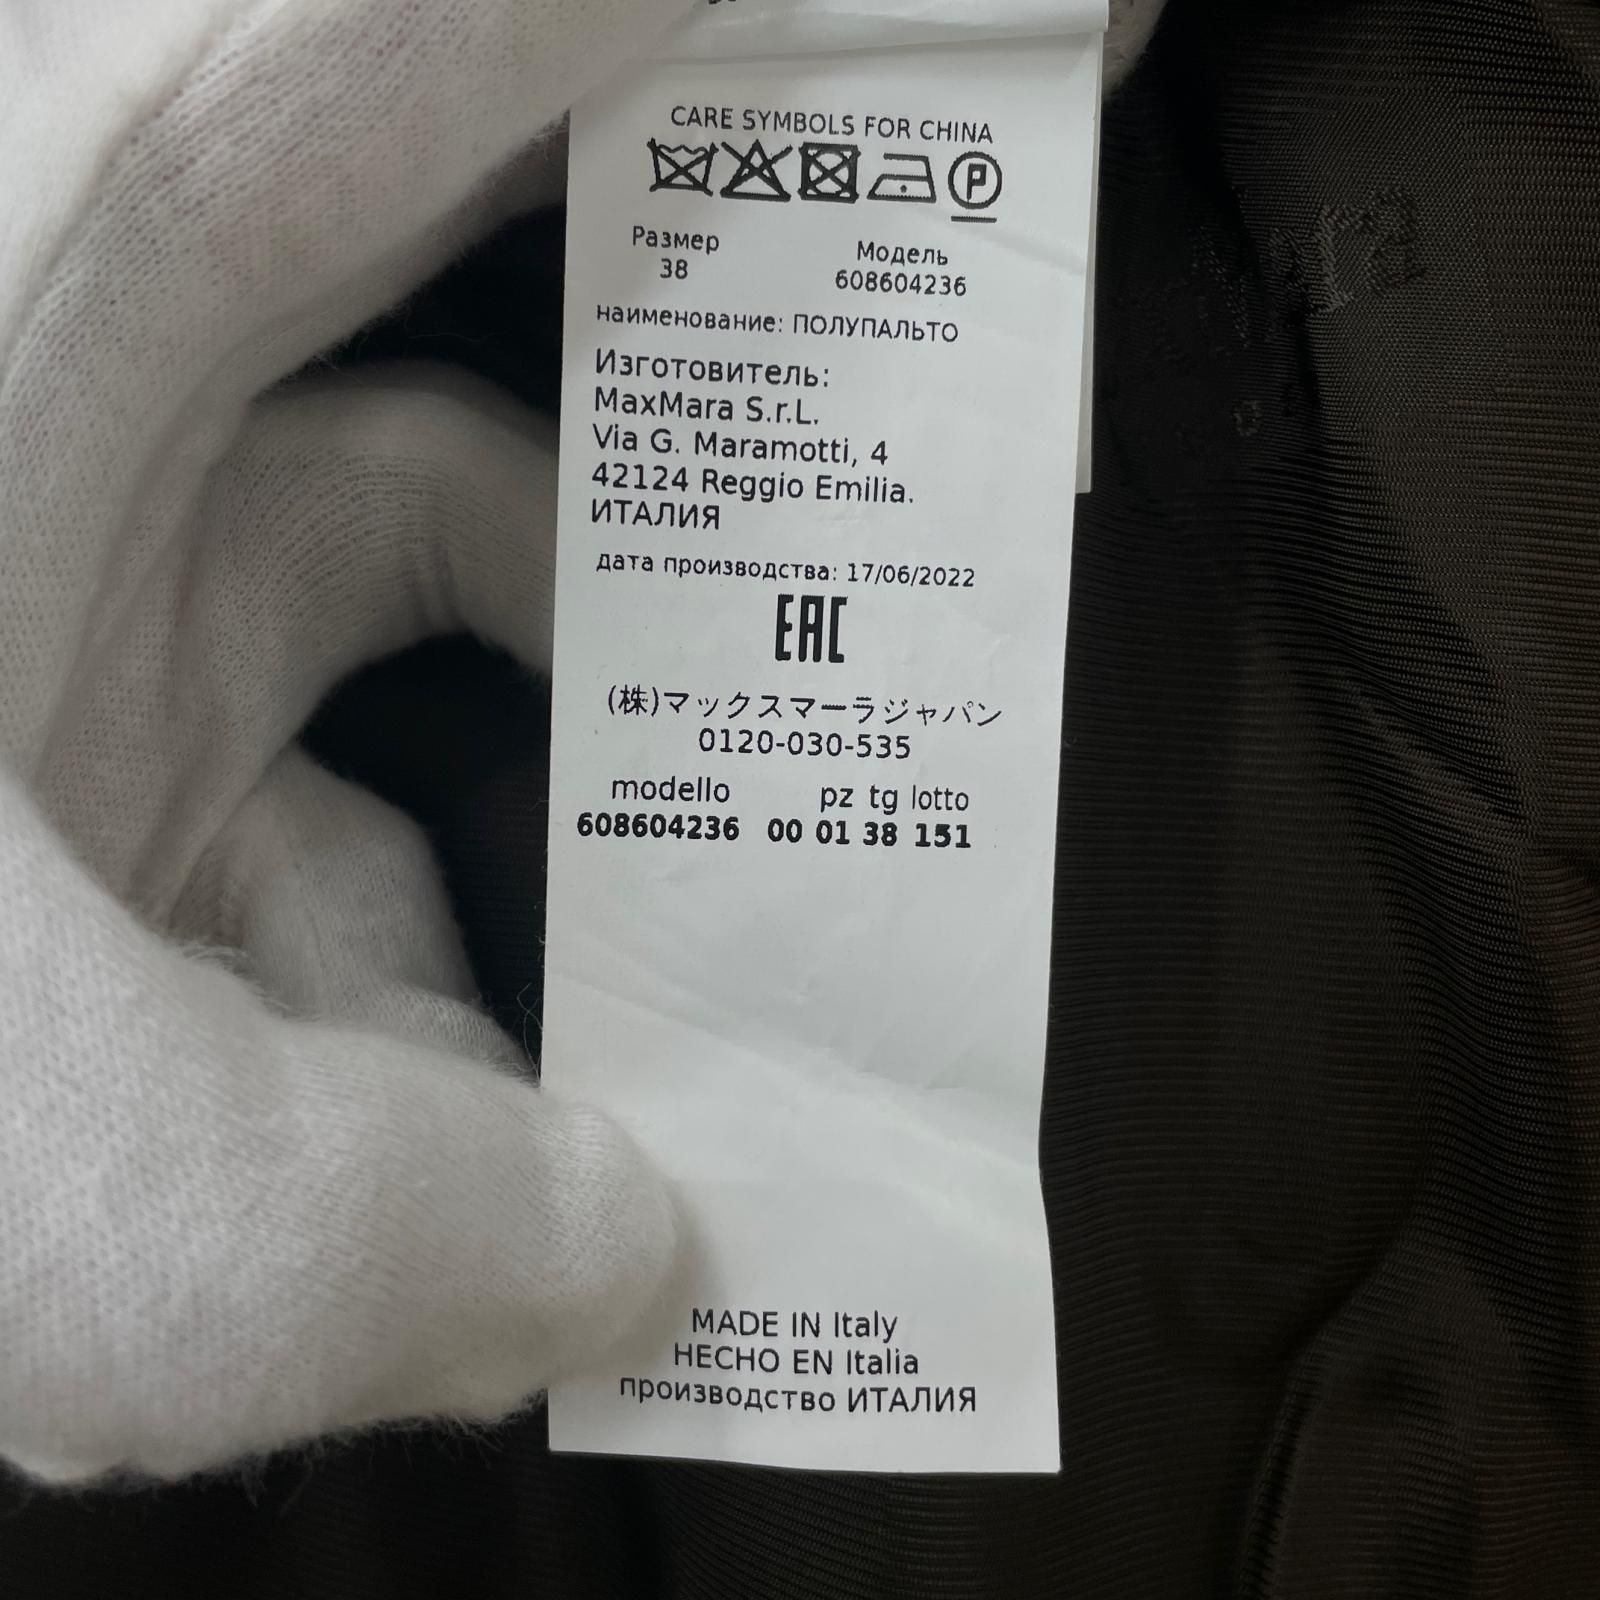 CARE SYMBOLS FOR CHINA
P
Размер Модель
38 608604236
наименование: ПОЛУПАЛЬТО
Изготовитель:
MaxMara S.r.L.
Via G. Maramotti, 4
42124 Reggio Emilia.
ИТАЛИЯ
дата производства: 17/06/2022
EAC
(株)マックスマーラジャパン
0120-030-535
modello pz tg lotto
608604236 00 01 38 151
MADE IN Italy
HECHO EN Italia
производство ИТАЛИЯ